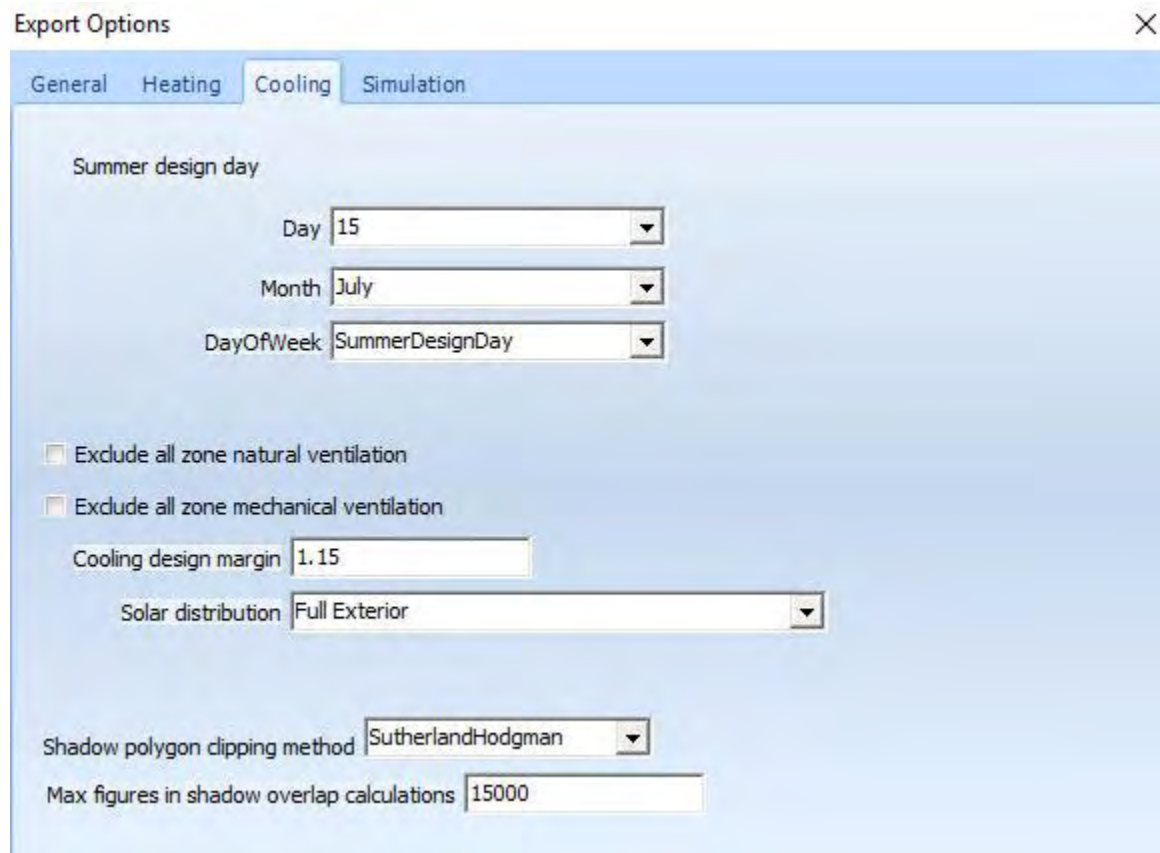 Export Options
General Heating Cooling Simulation
Summer design day
Day 15
Month July
DayOfWeek SummerDesignDay
Exclude all zone natural ventilation
Exclude all zone mechanical ventilation
Cooling design margin 1.15
Solar distribution Full Exterior
Shadow polygon clipping method SutherlandHodgman
Max figures in shadow overlap calculations 15000